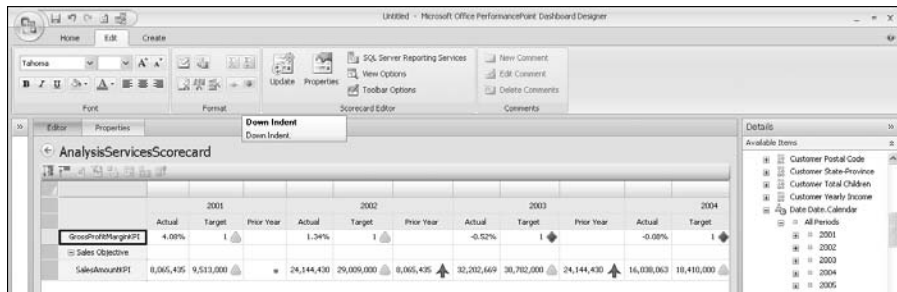 Untitled - Microsoft Office PerformancePoint Dashboard Designer
Home Edit Create
Tahoma
SQL Server Reporting Services
View Options
Toolbar Options
Update Properties
New Comment
Edit Comment
Delete Comments
Font Format Scorecard Editor Comments
Down Indent
Down Indent.
Editor Properties
AnalysisServicesScorecard
2001 2002 2003 2004
Actual Target Prior Year Actual Target Prior Year Actual Target Prior Year Actual Target
GrossProfitMarginKPI 4.08% 1 1.34% 1 -0.52% 1 -0.08% 1
Sales Objective
SalesAmountKPI 8,065,435 9,513,000 24,144,430 29,009,000 8,065,435 32,202,669 38,782,000 24,144,430 16,038,063 18,410,000
Details
Available Items
Customer Postal Code
Customer State-Province
Customer Total Children
Customer Yearly Income
Date Date.Calendar
All Periods
2001
2002
2003
2004
2005